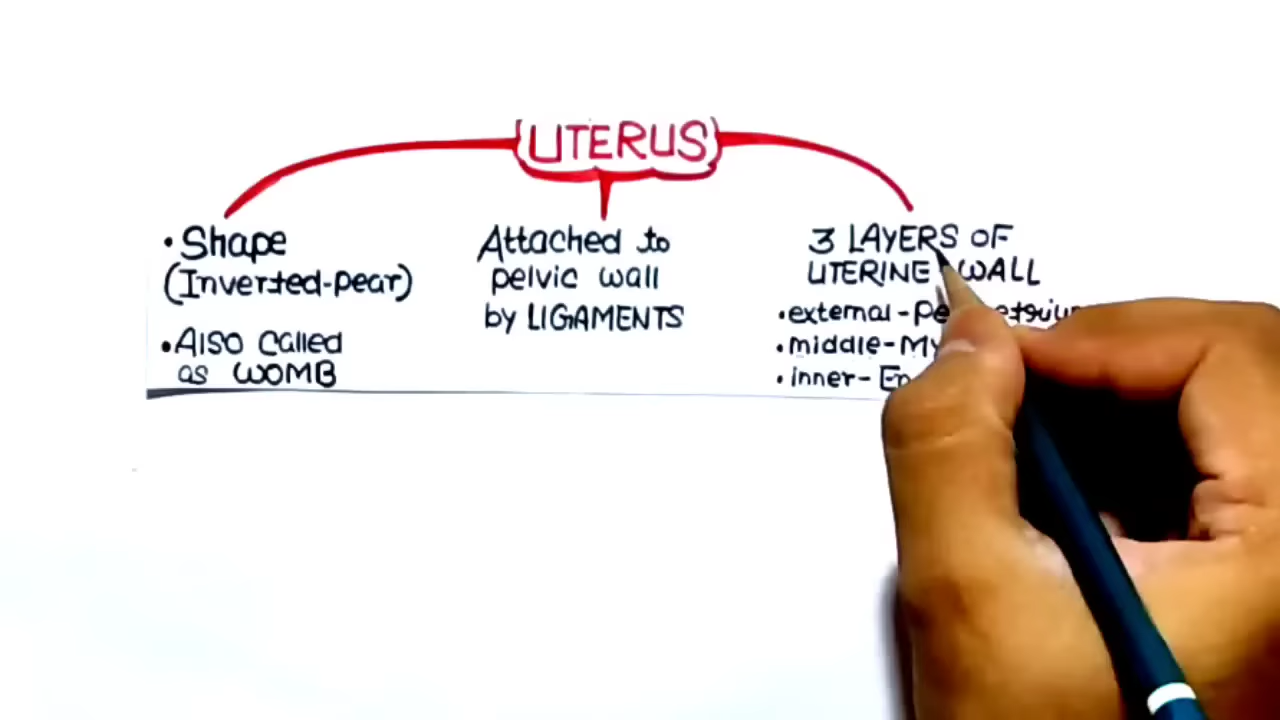 UTERUS
• Shape
(Inverted-pear)
• Also called
as WOMB
Attached to
pelvic wall
by LIGAMENTS
3 LAYERS OF
UTERINE WALL
• external-
• middle-
• inner-